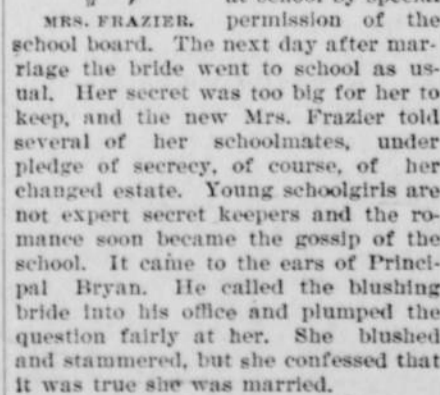 at school by special
MRS. FRAZIER. permission of the
school board. The next day after mar-
riage the bride went to school as us-
ual. Her secret was too big for her to
keep, and the new Mrs. Frazier told
several of her schoolmates, under
pledge of secrecy, of course, of her
changed estate. Young schoolgirls are
not expert secret keepers and the ro-
mance soon became the gossip of the
school. It came to the ears of Princi-
pal Bryan. He called the blushing
bride into his office and plumped the
question fairly at her. She blushed
and stammered, but she confessed that
it was true she was married.